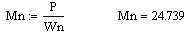 Mn := P/Wn Mn = 24.739